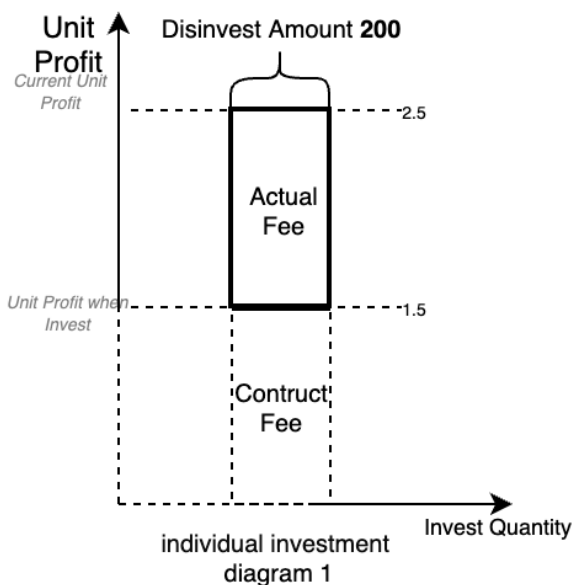 Unit
Profit
Disinvest Amount 200
Current Unit
Profit
2.5
Actual
Fee
Unit Profit when
Invest
1.5
Contruct
Fee
Invest Quantity
individual investment
diagram 1